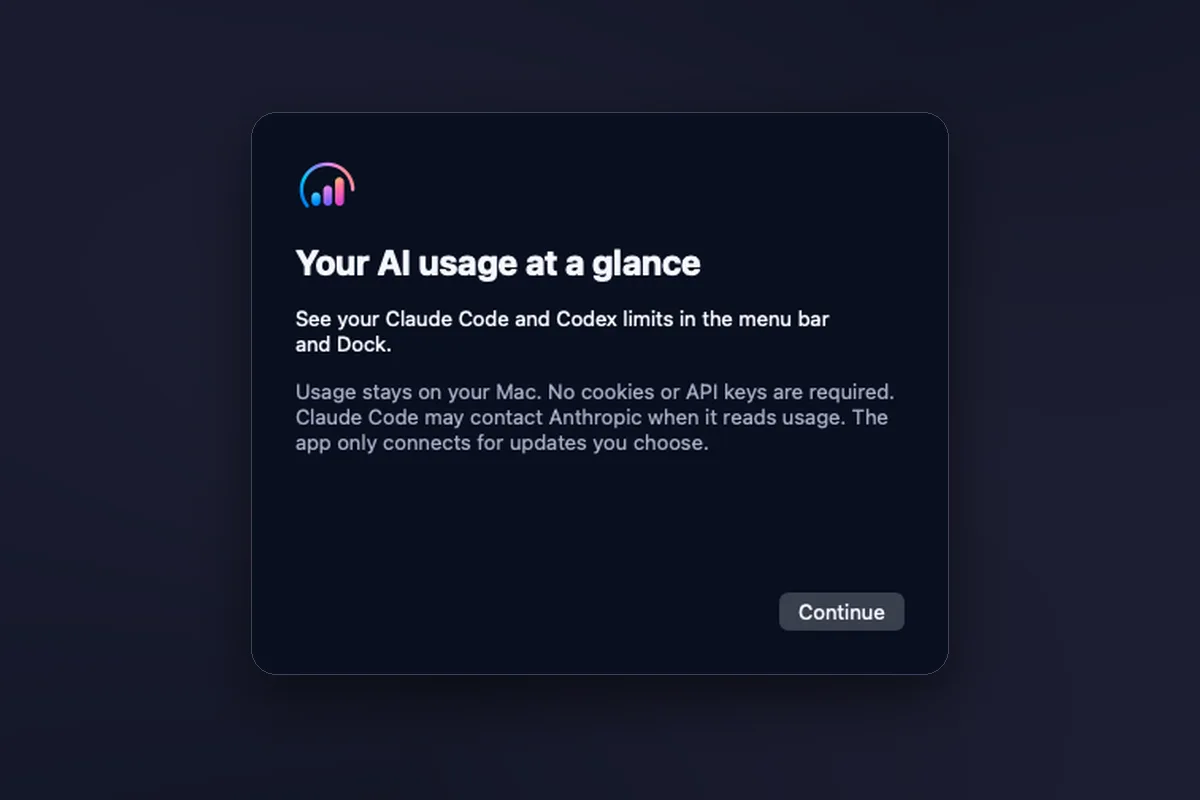 Your AI usage at a glance
See your Claude Code and Codex limits in the menu bar
and Dock.
Usage stays on your Mac. No cookies or API keys are required.
Claude Code may contact Anthropic when it reads usage. The
app only connects for updates you choose.
Continue